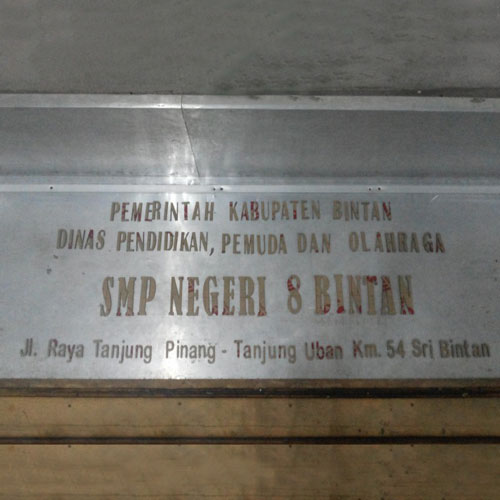 PEMERINTAH KABUPATEN BINTAN
DINAS PENDIDIKAN, PEMUDA DAN OLAHRAGA
SMP NEGERI 8 BINTAN
Jl. Raya Tanjung Pinang - Tanjung Uban Km. 54 Sri Bintan